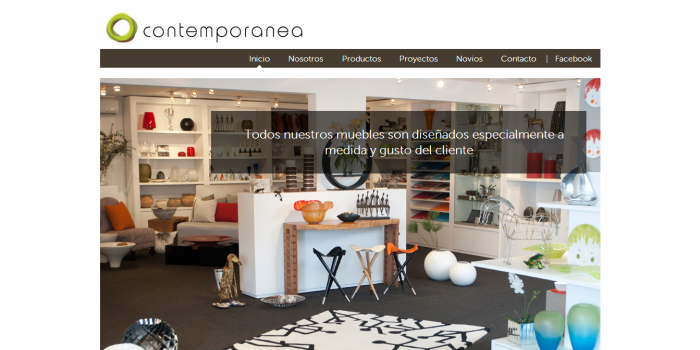 contemporanea
Inicio Nosotros Productos Proyectos Novios Contacto | Facebook
Todos nuestros muebles son diseñados especialmente a
medida y gusto del cliente